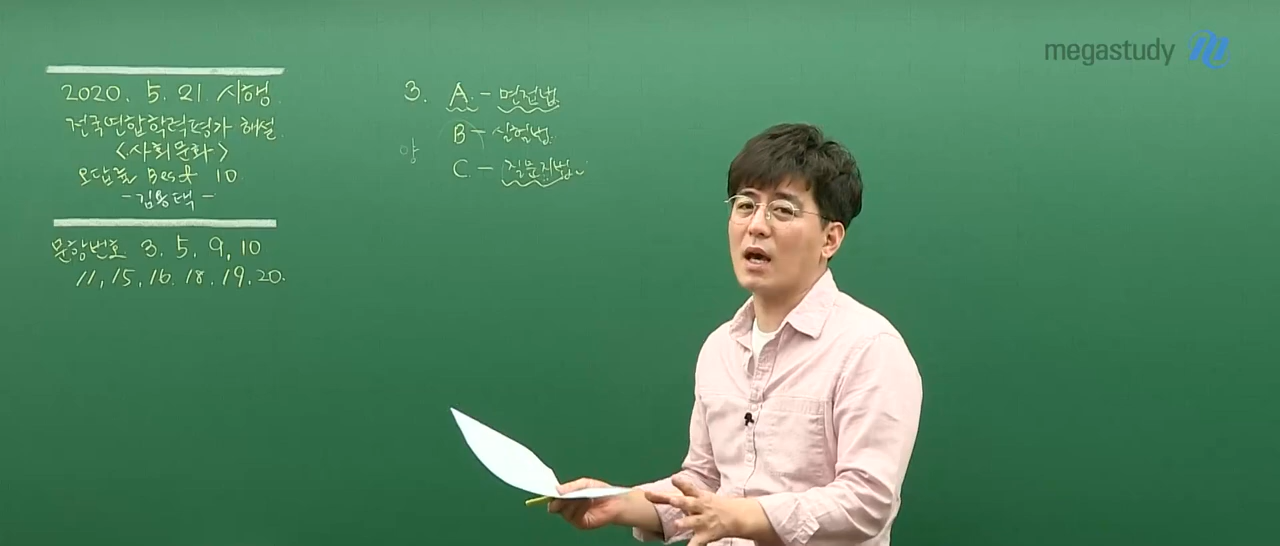 2020. 5. 21. 시행.
전국연합학력평가 해설.
<사회문화>
오답률 Best 10.
-김용택-
문항번호 3. 5. 9, 10
11, 15, 16. 18. 19. 20.
3. A. - 면접법.
B - 실험법.
양
C. - 질문지법.
megastudy